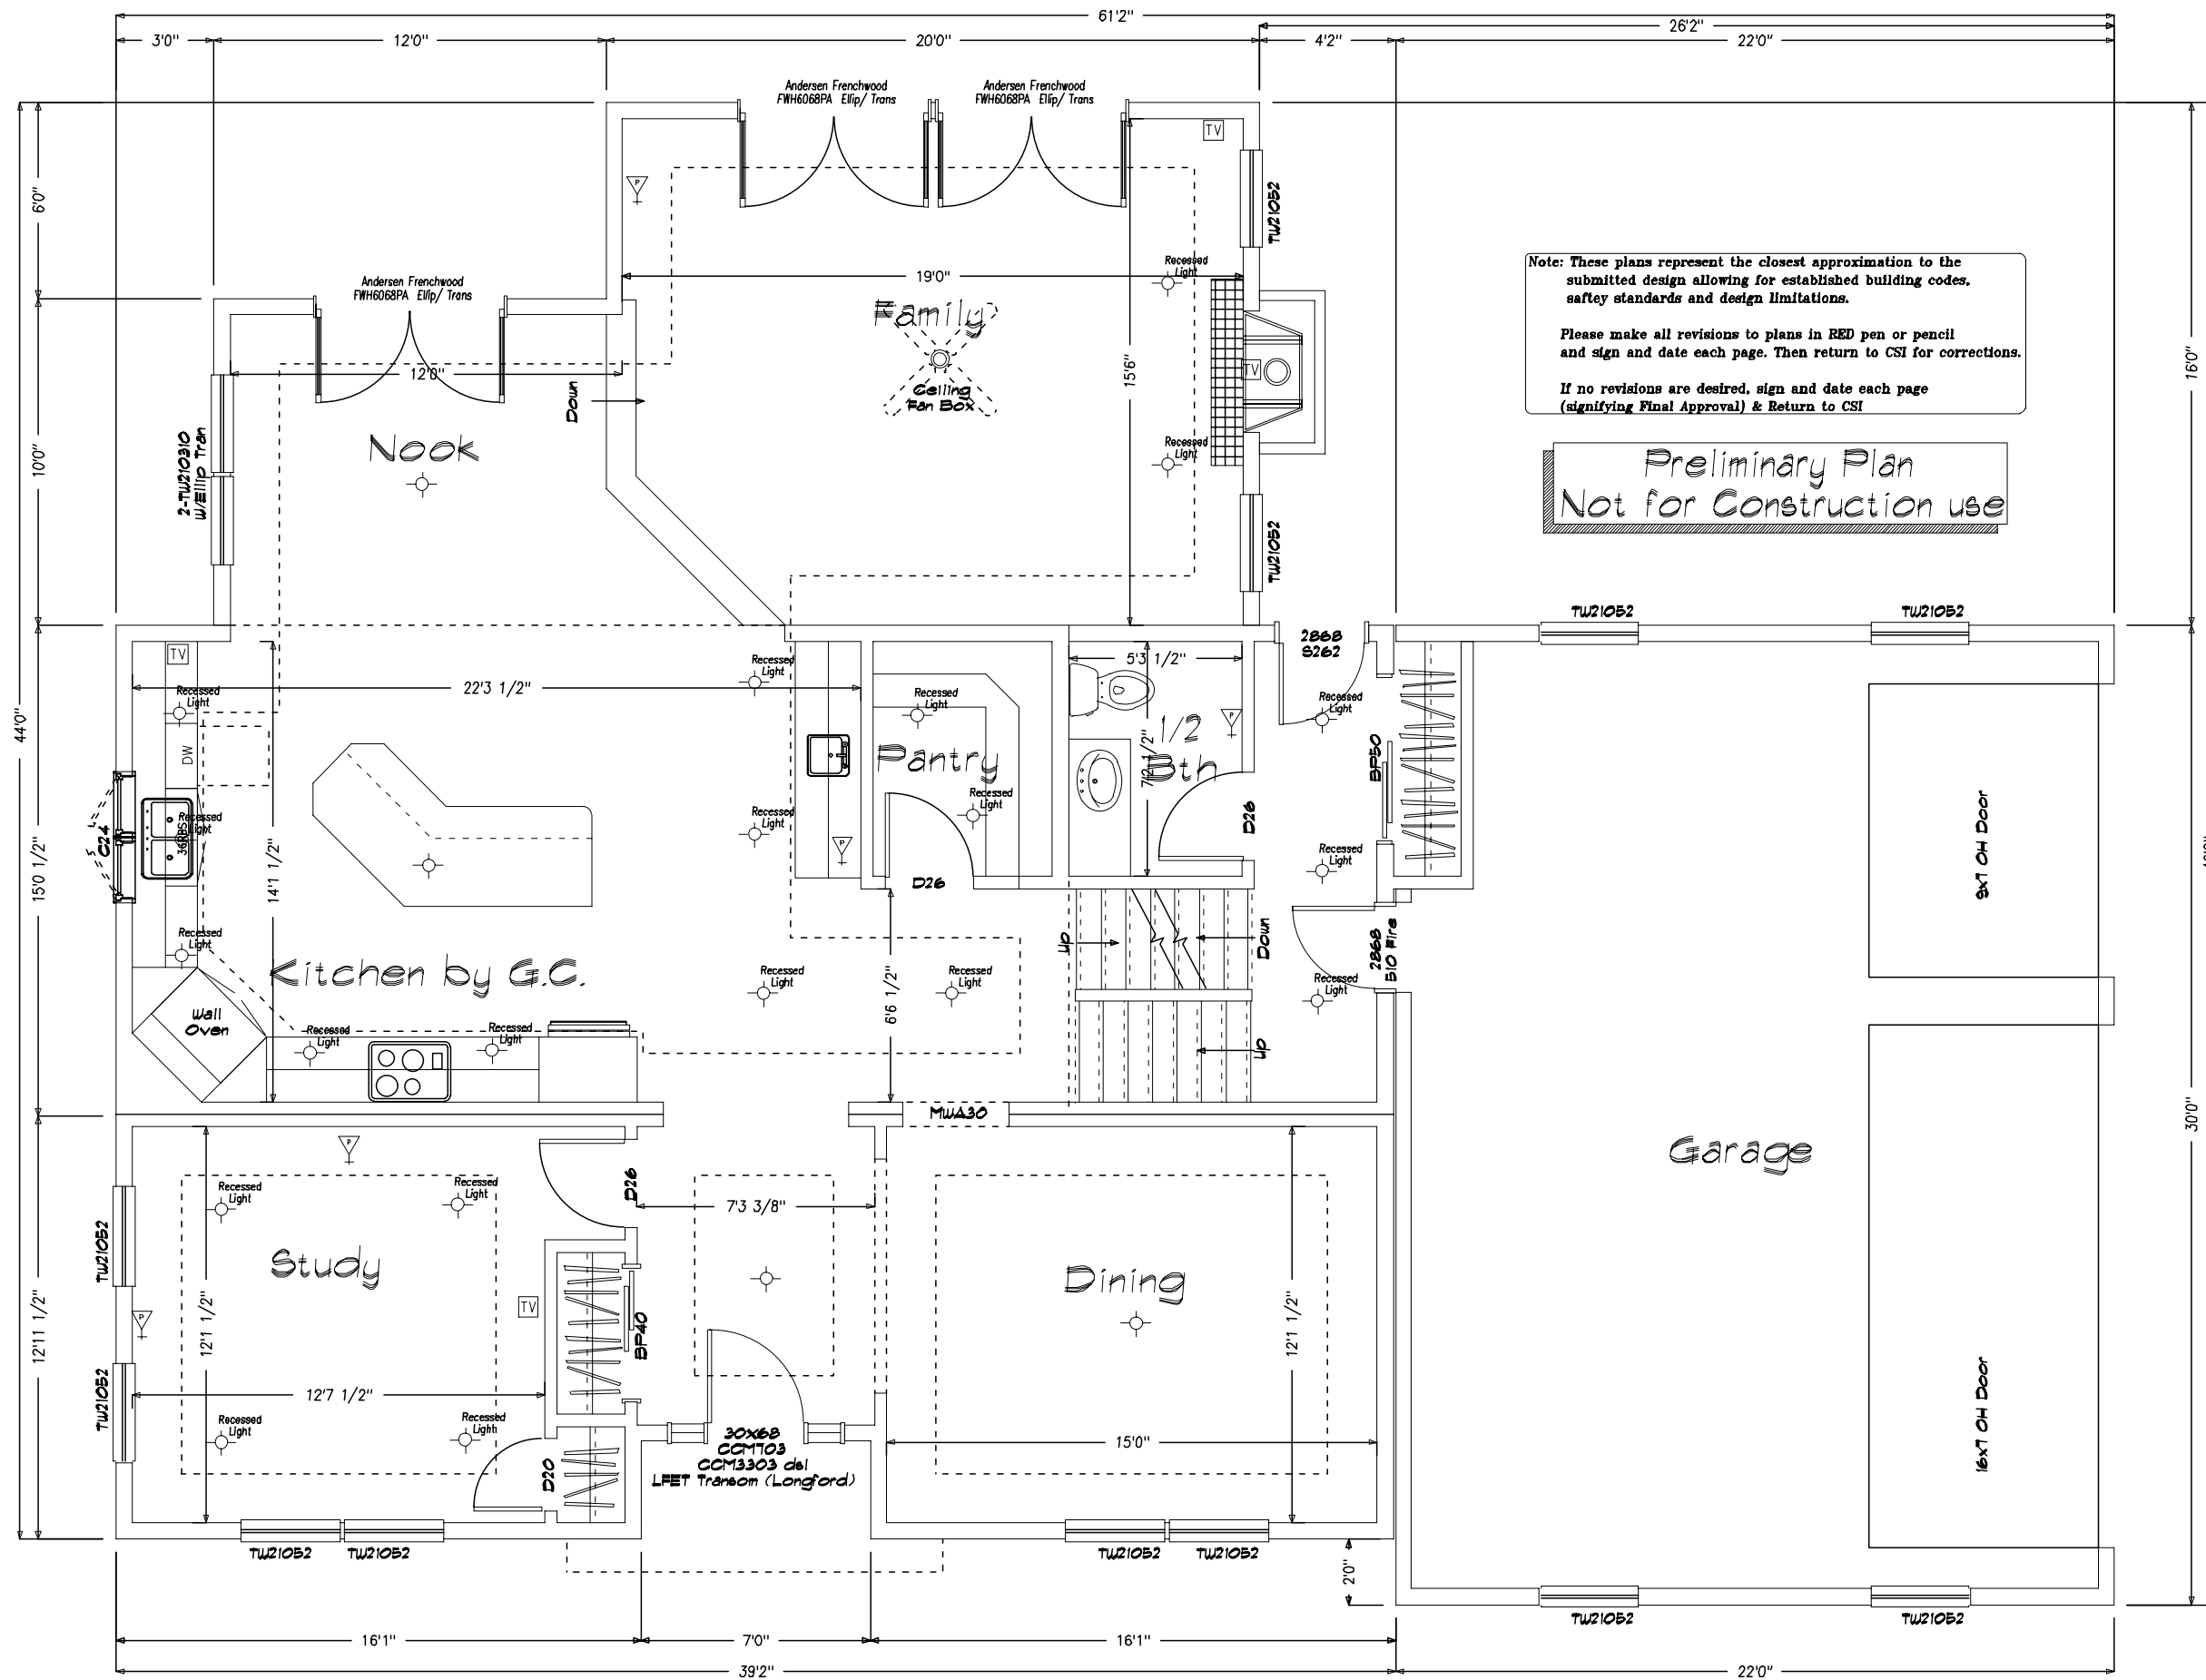 61'2"
26'2"
3'0"
12'0"
20'0"
4'2"
22'0"
Andersen Frenchwood
FWH6068PA Ellip/ Trans
Andersen Frenchwood
FWH6068PA Ellip/ Trans
TV
P
6'0"
TW21052
Andersen Frenchwood
FWH6068PA Ellip/ Trans
19'0"
Recessed
Light
Family
Ceiling
Fan Box
15'6"
TV
12'0"
Down
Note: These plans represent the closest approximation to the
submitted design allowing for established building codes,
saftey standards and design limitations.
Please make all revisions to plans in RED pen or pencil
and sign and date each page. Then return to CSI for corrections.
If no revisions are desired, sign and date each page
(signifying Final Approval) & Return to CSI
16'0"
Nook
2-TW210310
W/Ellip Tran
10'0"
Recessed
Light
Preliminary Plan
Not for Construction use
TW21052
44'0"
TW21052
TW21052
2868
S262
TV
22'3 1/2"
5'3 1/2"
Recessed
Light
Recessed
Light
Recessed
Light
Recessed
Light
P
1/2
Bth
7'2 1/2"
DW
Pantry
BP50
Recessed
Light
Recessed
Light
Recessed
Light
36RBS
C24
15'0 1/2"
14'1 1/2"
P
D26
D26
Recessed
Light
9x7 OH Door
Recessed
Light
Kitchen by G.C.
Up
Down
2868
510 Fire
Recessed
Light
Recessed
Light
Recessed
Light
6'6 1/2"
Wall
Oven
Recessed
Light
Recessed
Light
Up
MWA30
30'0"
Garage
P
D26
7'3 3/8"
Recessed
Light
Recessed
Light
TW21052
Study
Dining
TV
P
12'11 1/2"
12'1 1/2"
BP40
12'1 1/2"
TW21052
12'7 1/2"
16x7 OH Door
Recessed
Light
Recessed
Light
D20
30X68
CCM703
CCM3303 dsl
LFET Transom (Longford)
15'0"
TW21052
TW21052
TW21052
TW21052
2'0"
TW21052
TW21052
16'1"
7'0"
16'1"
39'2"
22'0"